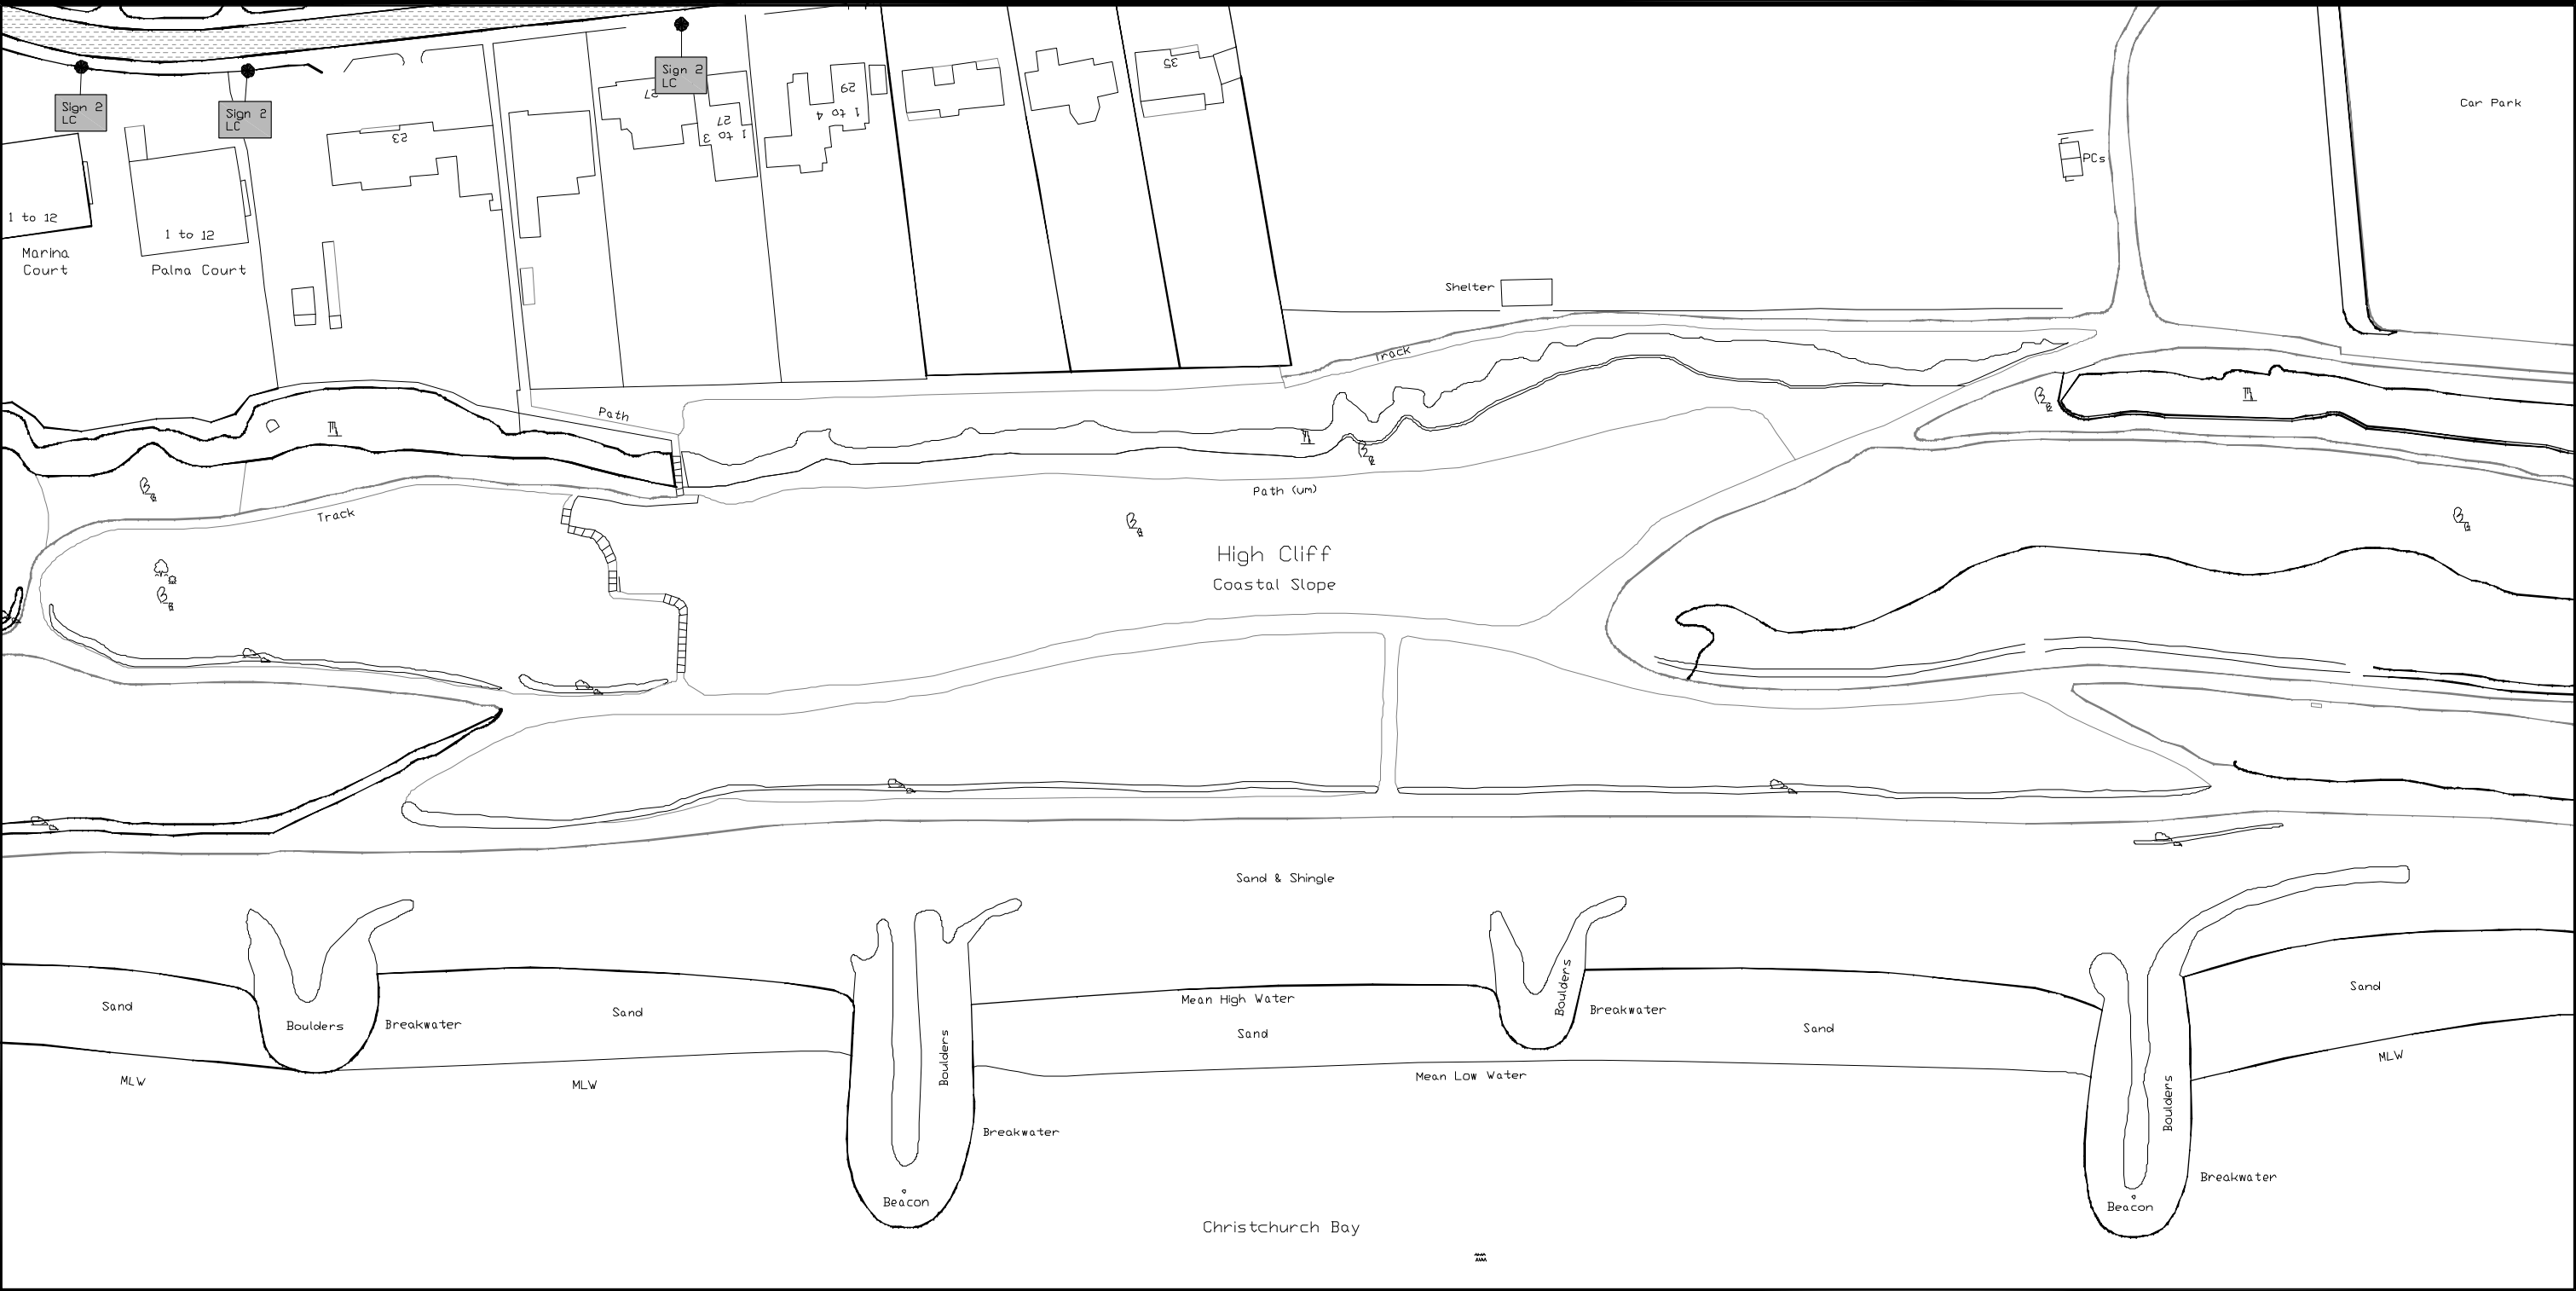 Sign 2
LC
Sign 2
LC
Sign 2
LC
27
1 to 3
27
1 to 4
29
35
23
Car Park
PCs
1 to 12
Marina
Court
1 to 12
Palma Court
Shelter
Track
Path
Path (um)
Track
High Cliff
Coastal Slope
Sand & Shingle
Mean High Water
Sand
Sand
Sand
Sand
Sand
Boulders
Breakwater
Boulders
Breakwater
Boulders
Breakwater
Boulders
Breakwater
MLW
MLW
Mean Low Water
MLW
Beacon
Beacon
Christchurch Bay